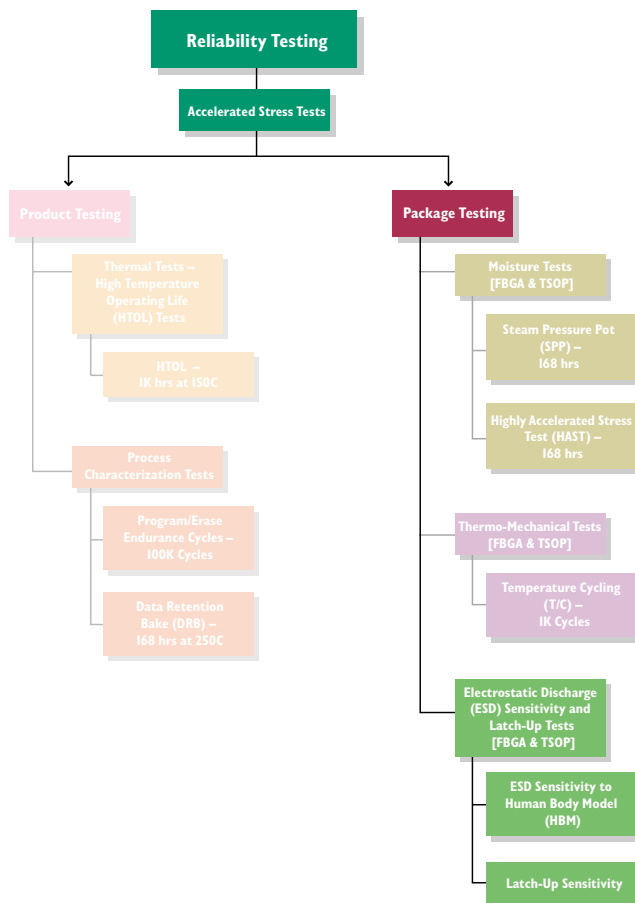 Reliability Testing
Accelerated Stress Tests
Product Testing
Thermal Tests –
High Temperature
Operating Life
(HTOL) Tests
HTOL –
1K hrs at 150C
Process
Characterization Tests
Program/Erase
Endurance Cycles –
100K Cycles
Data Retention
Bake (DRB) –
168 hrs at 250C
Package Testing
Moisture Tests
[FBGA & TSOP]
Steam Pressure Pot
(SPP) –
168 hrs
Highly Accelerated Stress
Test (HAST) –
168 hrs
Thermo-Mechanical Tests
[FBGA & TSOP]
Temperature Cycling
(T/C) –
1K Cycles
Electrostatic Discharge
(ESD) Sensitivity and
Latch-Up Tests
[FBGA & TSOP]
ESD Sensitivity to
Human Body Model
(HBM)
Latch-Up Sensitivity